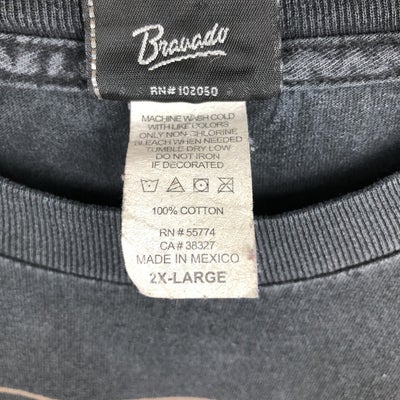 Bravado
RN# 102050
MACHINE WASH COLD
WITH LIKE COLORS
ONLY NON-CHLORINE
BLEACH WHEN NEEDED
TUMBLE DRY LOW
DO NOT IRON
IF DECORATED
100% COTTON
RN # 55774
CA # 38327
MADE IN MEXICO
2X-LARGE